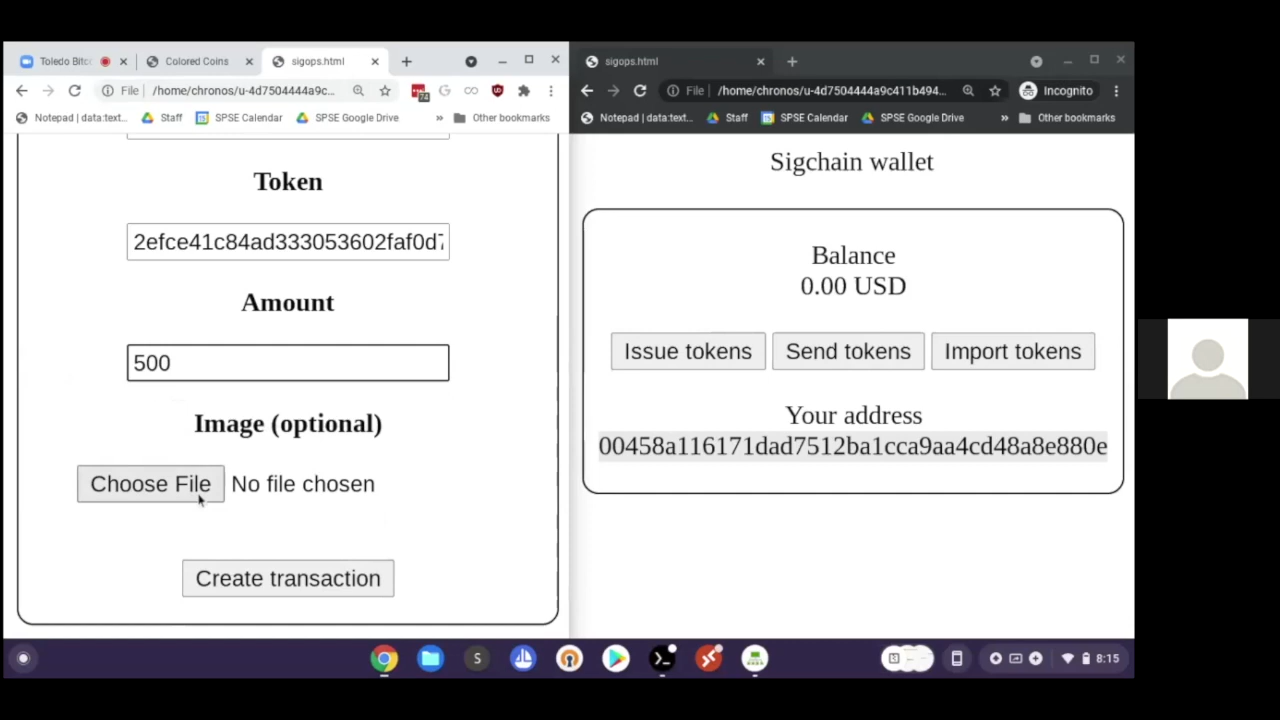 Toledo Bitc
Colored Coins
sigops.html
File
/home/chronos/u-4d7504444a9c...
74
Notepad | data:text...
Staff
SPSE Calendar
SPSE Google Drive
»
Other bookmarks
Token
2efce41c84ad333053602faf0d7
Amount
500
Image (optional)
Choose File No file chosen
Create transaction
sigops.html
File
/home/chronos/u-4d7504444a9c411b494...
Incognito
Notepad | data:text...
Staff
SPSE Calendar
SPSE Google Drive
»
Other bookmarks
Sigchain wallet
Balance
0.00 USD
Issue tokens
Send tokens
Import tokens
Your address
00458a116171dad7512ba1cca9aa4cd48a8e880e
S
8:15